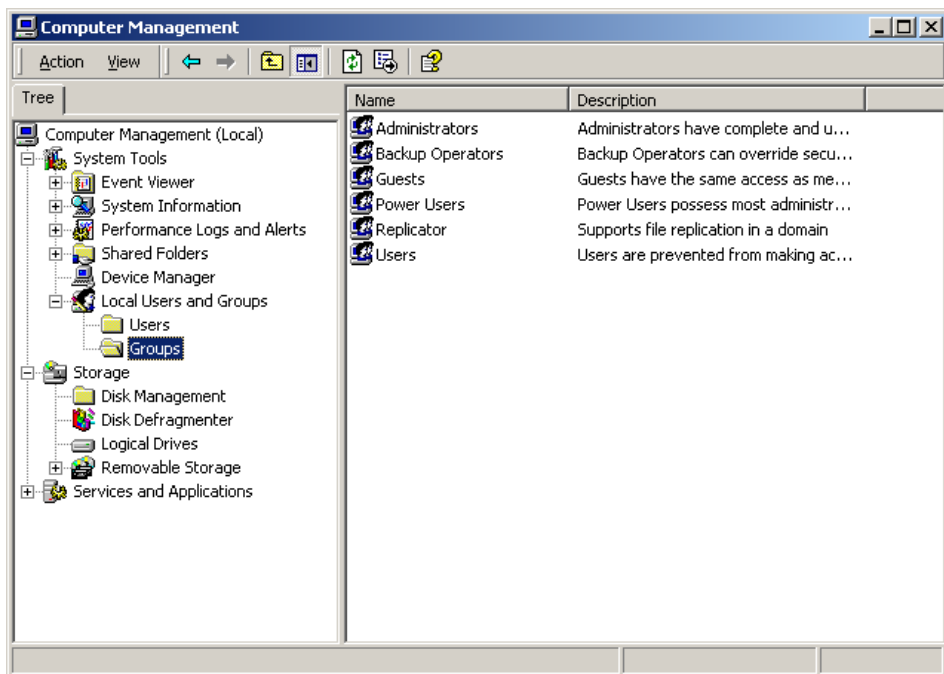 Computer Management
Action View
Tree
Computer Management (Local)
System Tools
Event Viewer
System Information
Performance Logs and Alerts
Shared Folders
Device Manager
Local Users and Groups
Users
Groups
Storage
Disk Management
Disk Defragmenter
Logical Drives
Removable Storage
Services and Applications
Name Description
Administrators Administrators have complete and u...
Backup Operators Backup Operators can override secu...
Guests Guests have the same access as me...
Power Users Power Users possess most administr...
Replicator Supports file replication in a domain
Users Users are prevented from making ac...